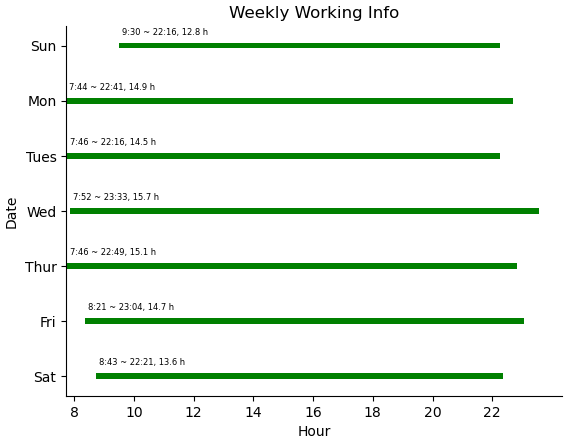 Weekly Working Info
Sun
9:30 ~ 22:16, 12.8 h
Mon
7:44 ~ 22:41, 14.9 h
Tues
7:46 ~ 22:16, 14.5 h
Wed
7:52 ~ 23:33, 15.7 h
Thur
7:46 ~ 22:49, 15.1 h
Fri
8:21 ~ 23:04, 14.7 h
Sat
8:43 ~ 22:21, 13.6 h
Date
8 10 12 14 16 18 20 22
Hour